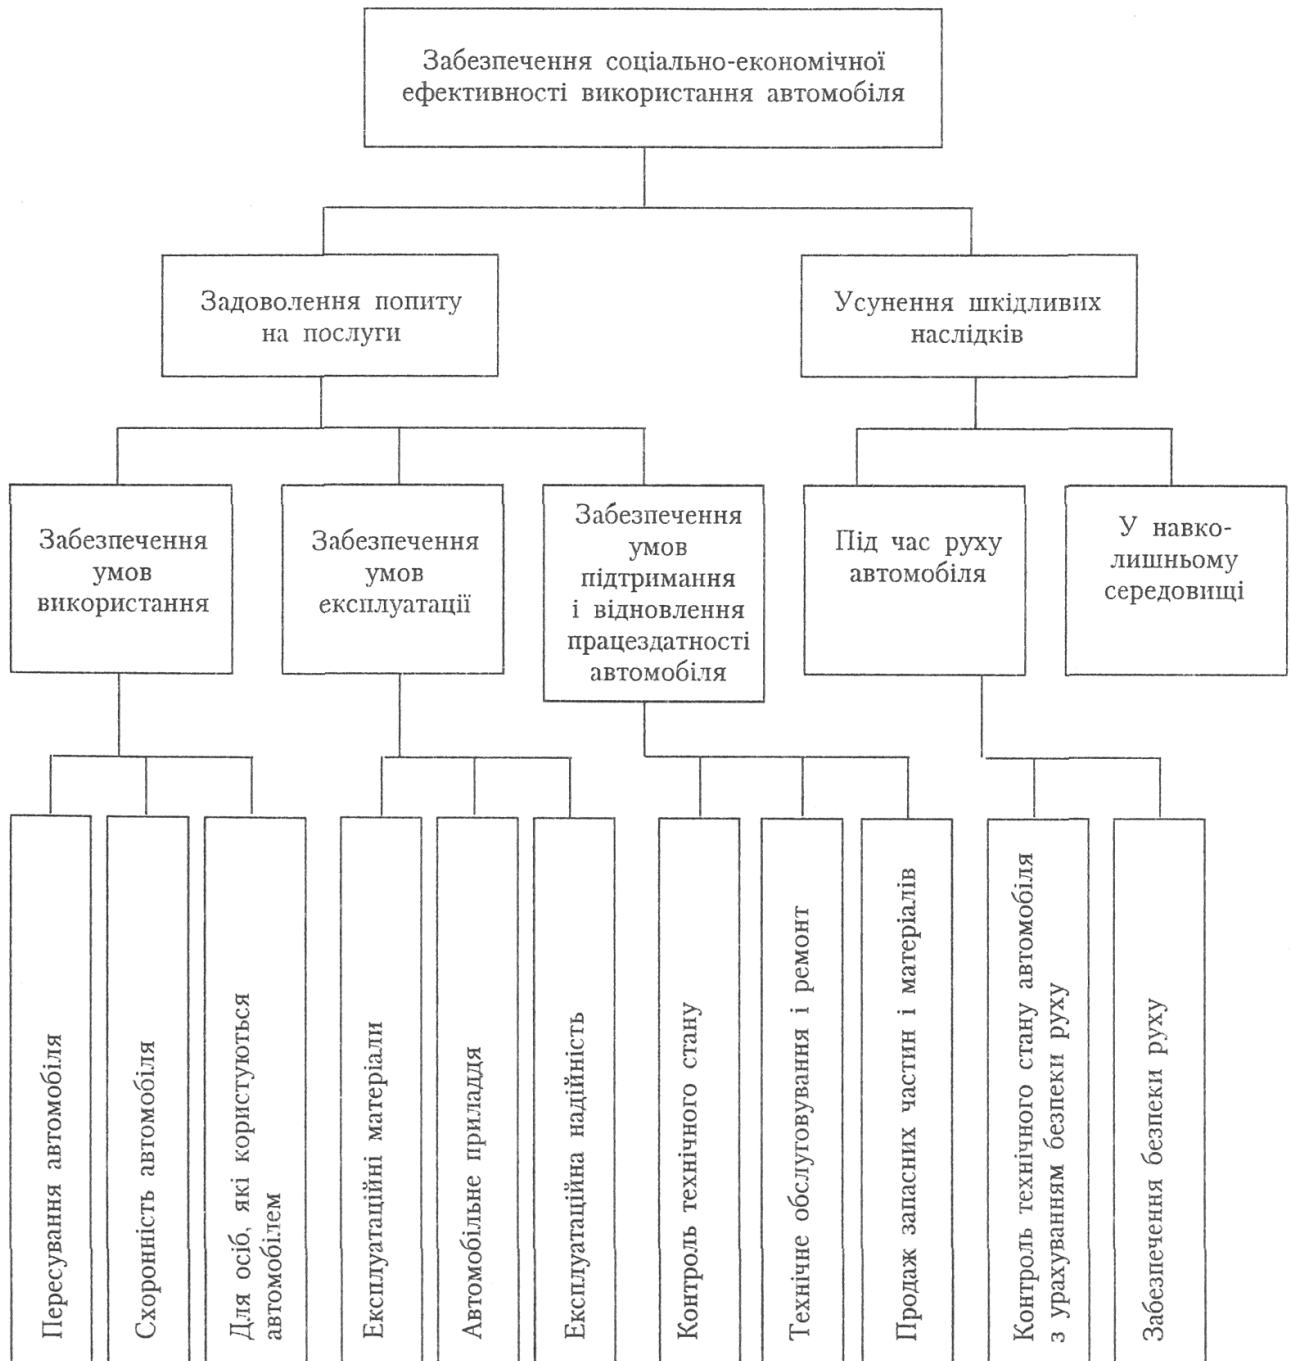 Забезпечення соціально-економічної
ефективності використання автомобіля
Задоволення попиту
на послуги
Усунення шкідливих
наслідків
Забезпечення
умов
використання
Забезпечення
умов
експлуатації
Забезпечення
умов
підтримання
і відновлення
працездатності
автомобіля
Під час руху
автомобіля
У навко-
лишньому
середовищі
Пересування автомобіля
Схоронність автомобіля
Для осіб, які користуються
автомобілем
Експлуатаційні матеріали
Автомобільне приладдя
Експлуатаційна надійність
Контроль технічного стану
Технічне обслуговування і ремонт
Продаж запасних частин і матеріалів
Контроль технічного стану автомобіля
з урахуванням безпеки руху
Забезпечення безпеки руху